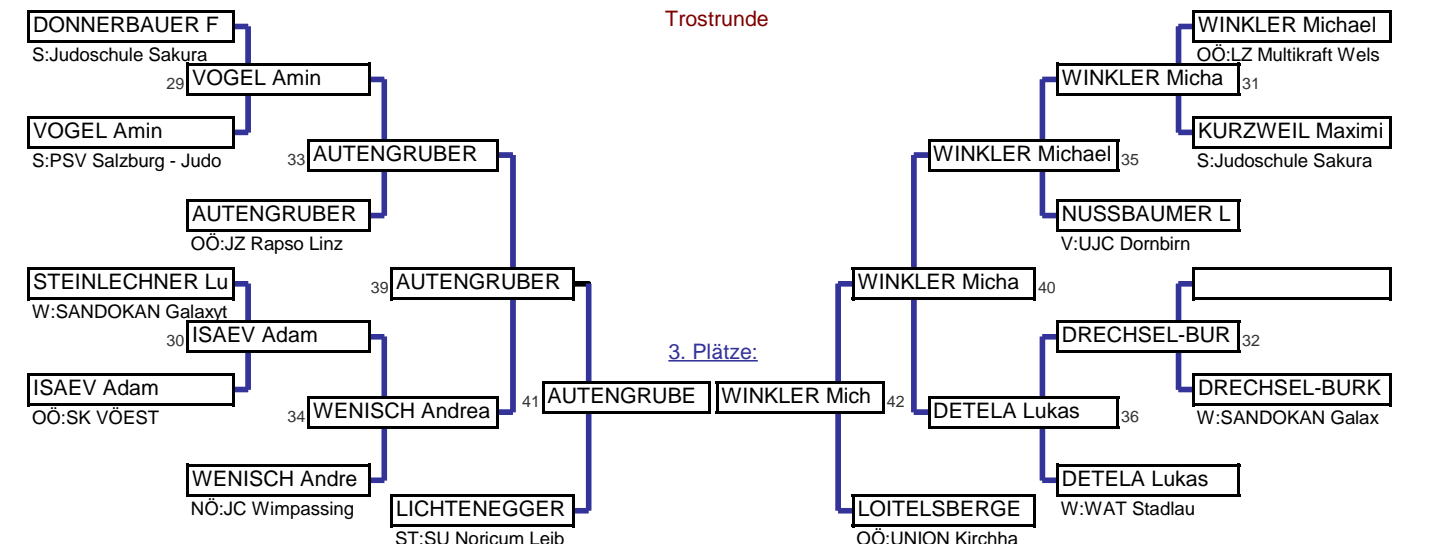 Trostrunde
DONNERBAUER F
S:Judoschule Sakura
29 VOGEL Amin
VOGEL Amin
S:PSV Salzburg - Judo
33 AUTENGRUBER
AUTENGRUBER
OÖ:JZ Rapso Linz
STEINLECHNER Lu
W:SANDOKAN Galaxyt
39 AUTENGRUBER
30 ISAEV Adam
ISAEV Adam
OÖ:SK VÖEST
34 WENISCH Andrea
WENISCH Andre
NÖ:JC Wimpassing
41 AUTENGRUBE
LICHTENEGGER
ST:SU Noricum Leib
3. Plätze:
WINKLER Michael
OÖ:LZ Multikraft Wels
WINKLER Micha 31
KURZWEIL Maximi
S:Judoschule Sakura
WINKLER Michael 35
NUSSBAUMER L
V:UJC Dornbirn
WINKLER Micha 40
DRECHSEL-BUR 32
DRECHSEL-BURK
W:SANDOKAN Galax
WINKLER Mich 42
DETELA Lukas 36
DETELA Lukas
W:WAT Stadlau
LOITELSBERGE
OÖ:UNION Kirchha